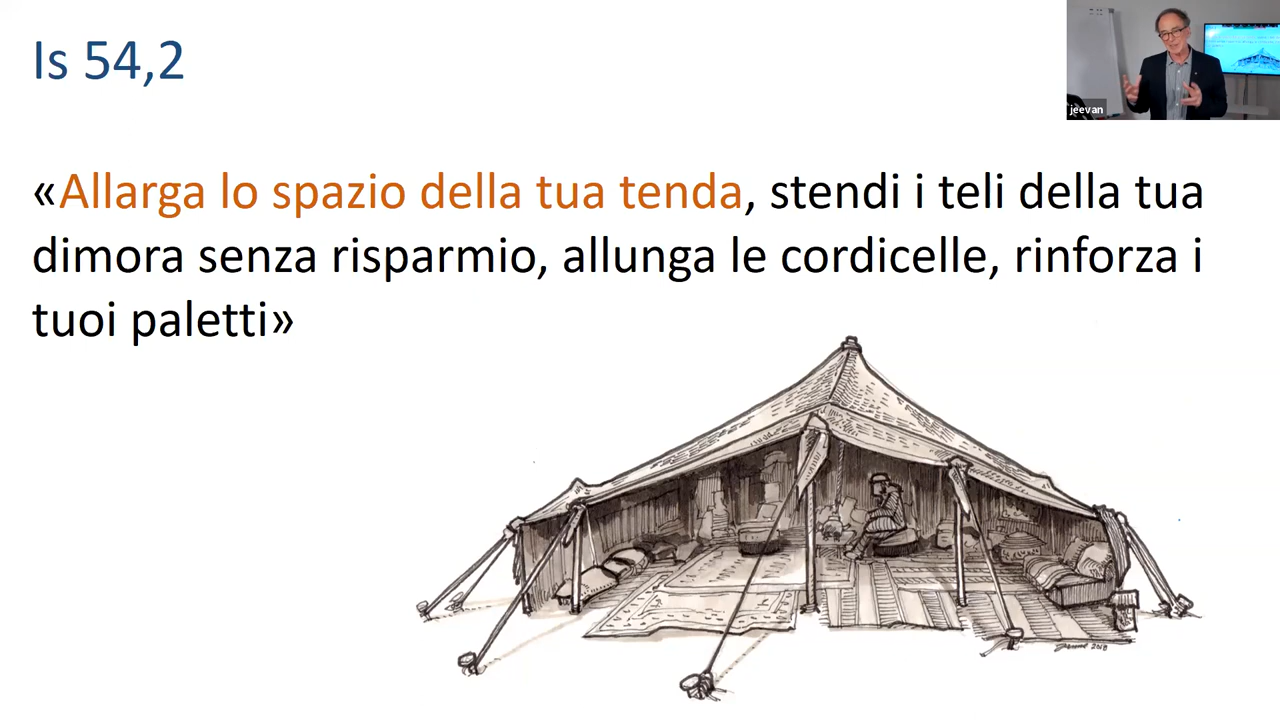 Is 54,2
jeevan
«Allarga lo spazio della tua tenda, stendi i teli della tua
dimora senza risparmio, allunga le cordicelle, rinforza i
tuoi paletti»
2018